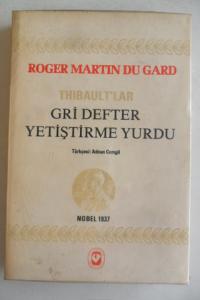 ROGER MARTIN DU GARD
THIBAULT'LAR
GRİ DEFTER
YETİŞTİRME YURDU
Türkçesi: Adnan Cemgil
NOBEL 1937